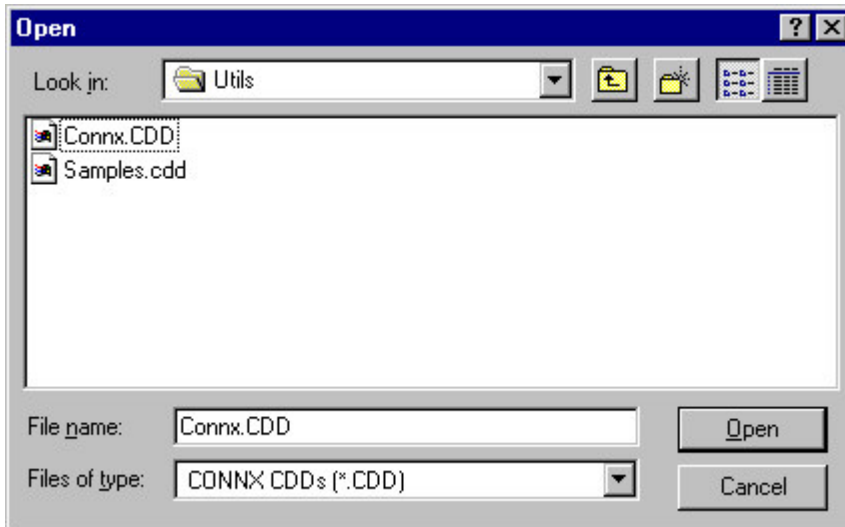 Open
Look in: Utils
Connx.CDD
Samples.cdd
File name: Connx.CDD Open
Files of type: CONNX CDDs (*.CDD) Cancel